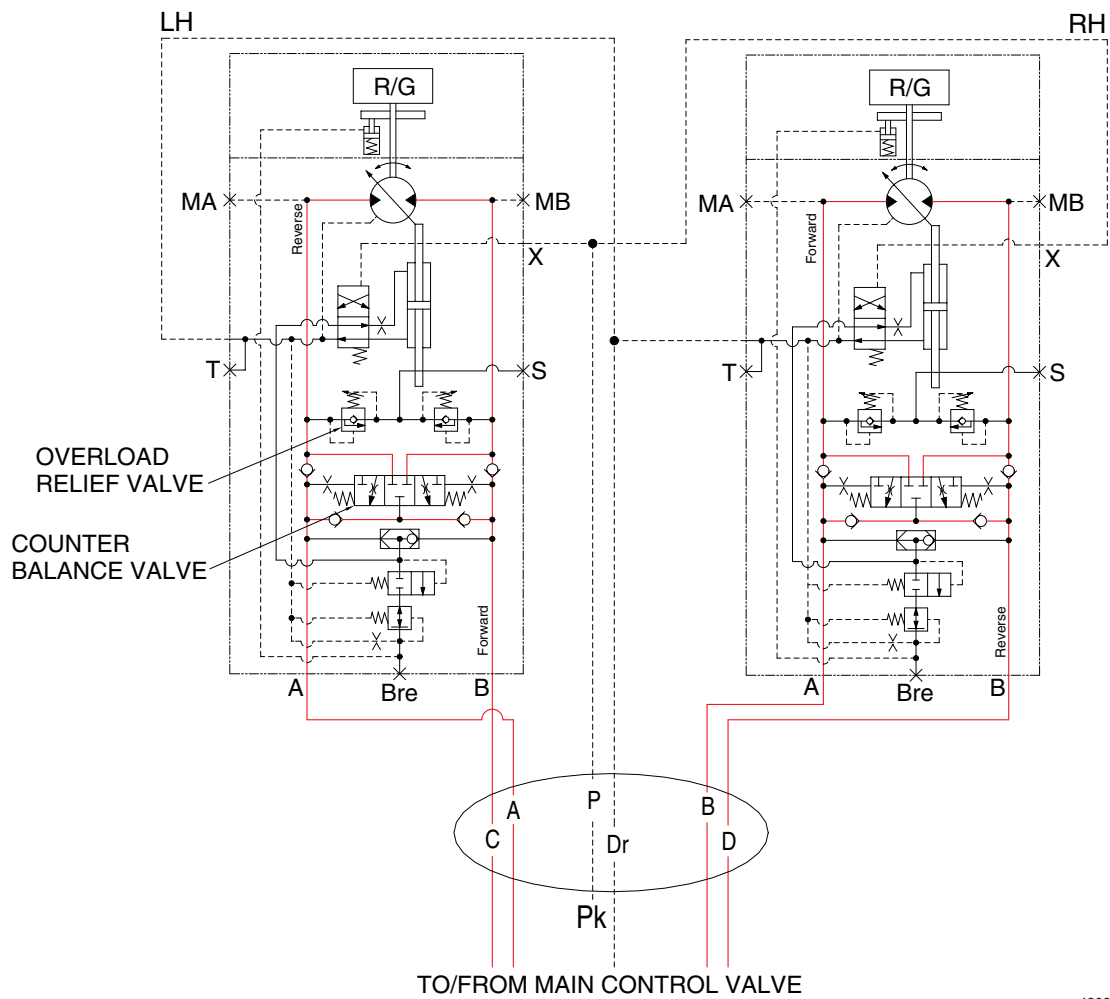 LH
RH
R/G
R/G
MA
MB
MA
MB
Reverse
Forward
X
X
T
S
T
S
OVERLOAD
RELIEF VALVE
COUNTER
BALANCE VALVE
Forward
Reverse
A
Bre
B
A
Bre
B
P
A
B
C
Dr
D
Pk
TO/FROM MAIN CONTROL VALVE